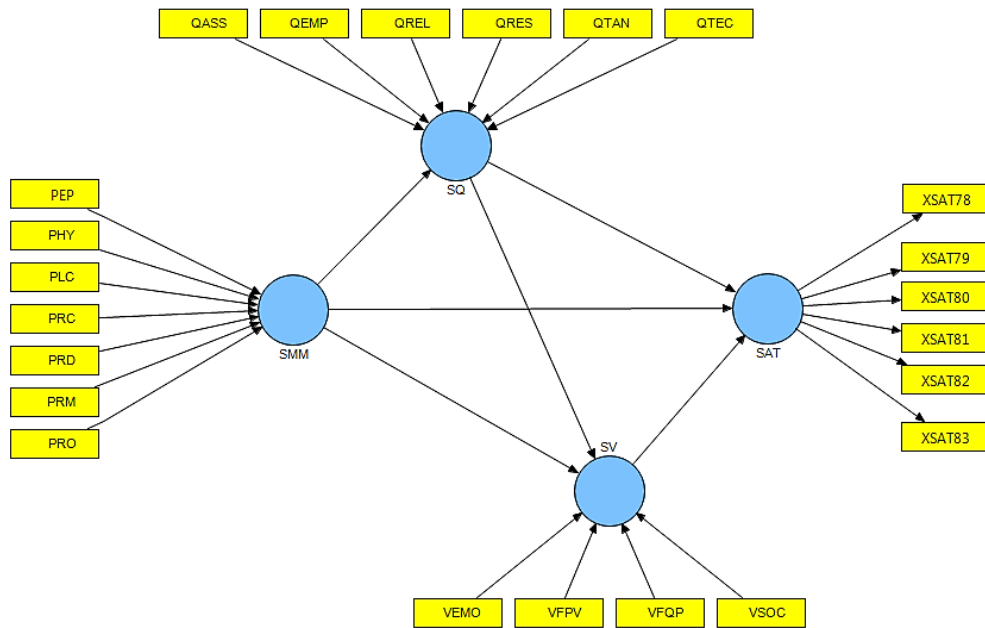 QASS
QEMP
QREL
QRES
QTAN
QTEC
SQ
PEP
PHY
PLC
PRC
PRD
PRM
PRO
SMM
XSAT78
XSAT79
XSAT80
XSAT81
XSAT82
XSAT83
SAT
SV
VEMO
VFPV
VFQP
VSOC